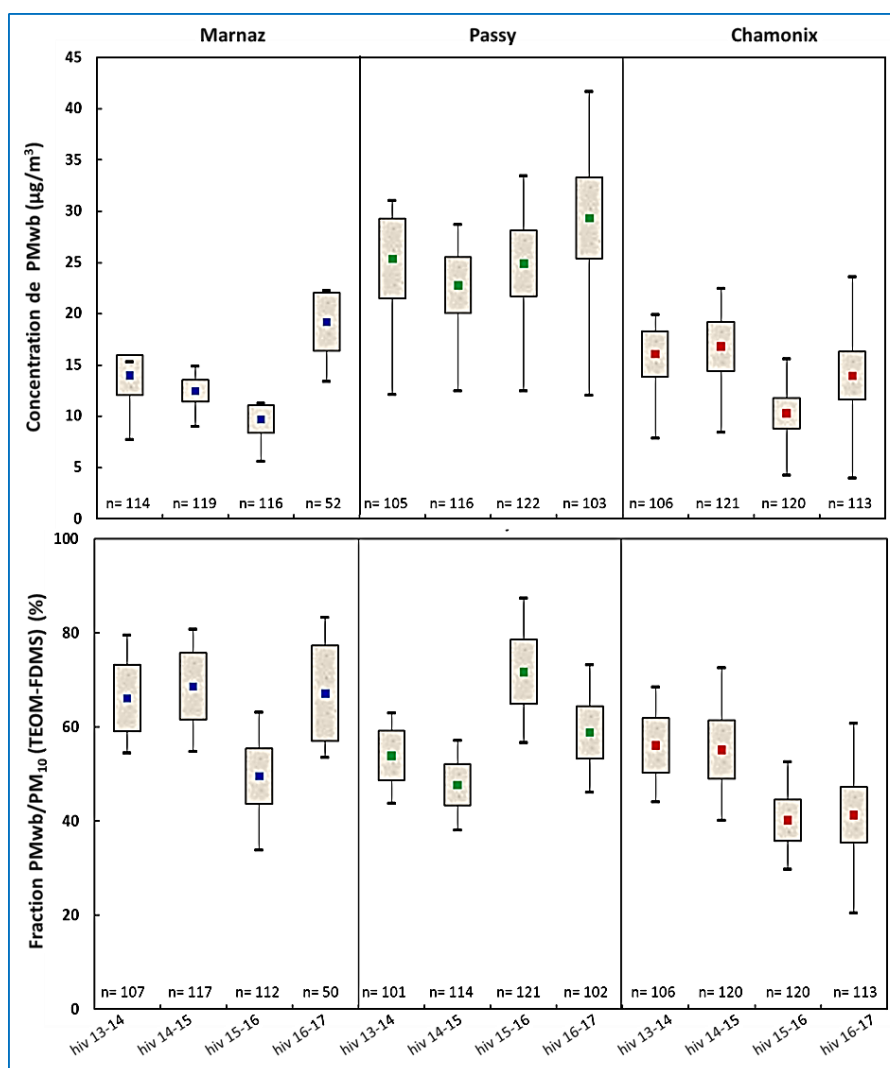 Marnaz Passy Chamonix
Concentration de PMwb (µg/m³)
45
40
35
30
25
20
15
10
5
0
n= 114 n= 119 n= 116 n= 52 n= 105 n= 116 n= 122 n= 103 n= 106 n= 121 n= 120 n= 113
Fraction PMwb/PM₁₀ (TEOM-FDMS) (%)
100
80
60
40
20
0
n= 107 n= 117 n= 112 n= 50 n= 101 n= 114 n= 121 n= 102 n= 106 n= 120 n= 120 n= 113
hiv 13-14 hiv 14-15 hiv 15-16 hiv 16-17 hiv 13-14 hiv 14-15 hiv 15-16 hiv 16-17 hiv 13-14 hiv 14-15 hiv 15-16 hiv 16-17